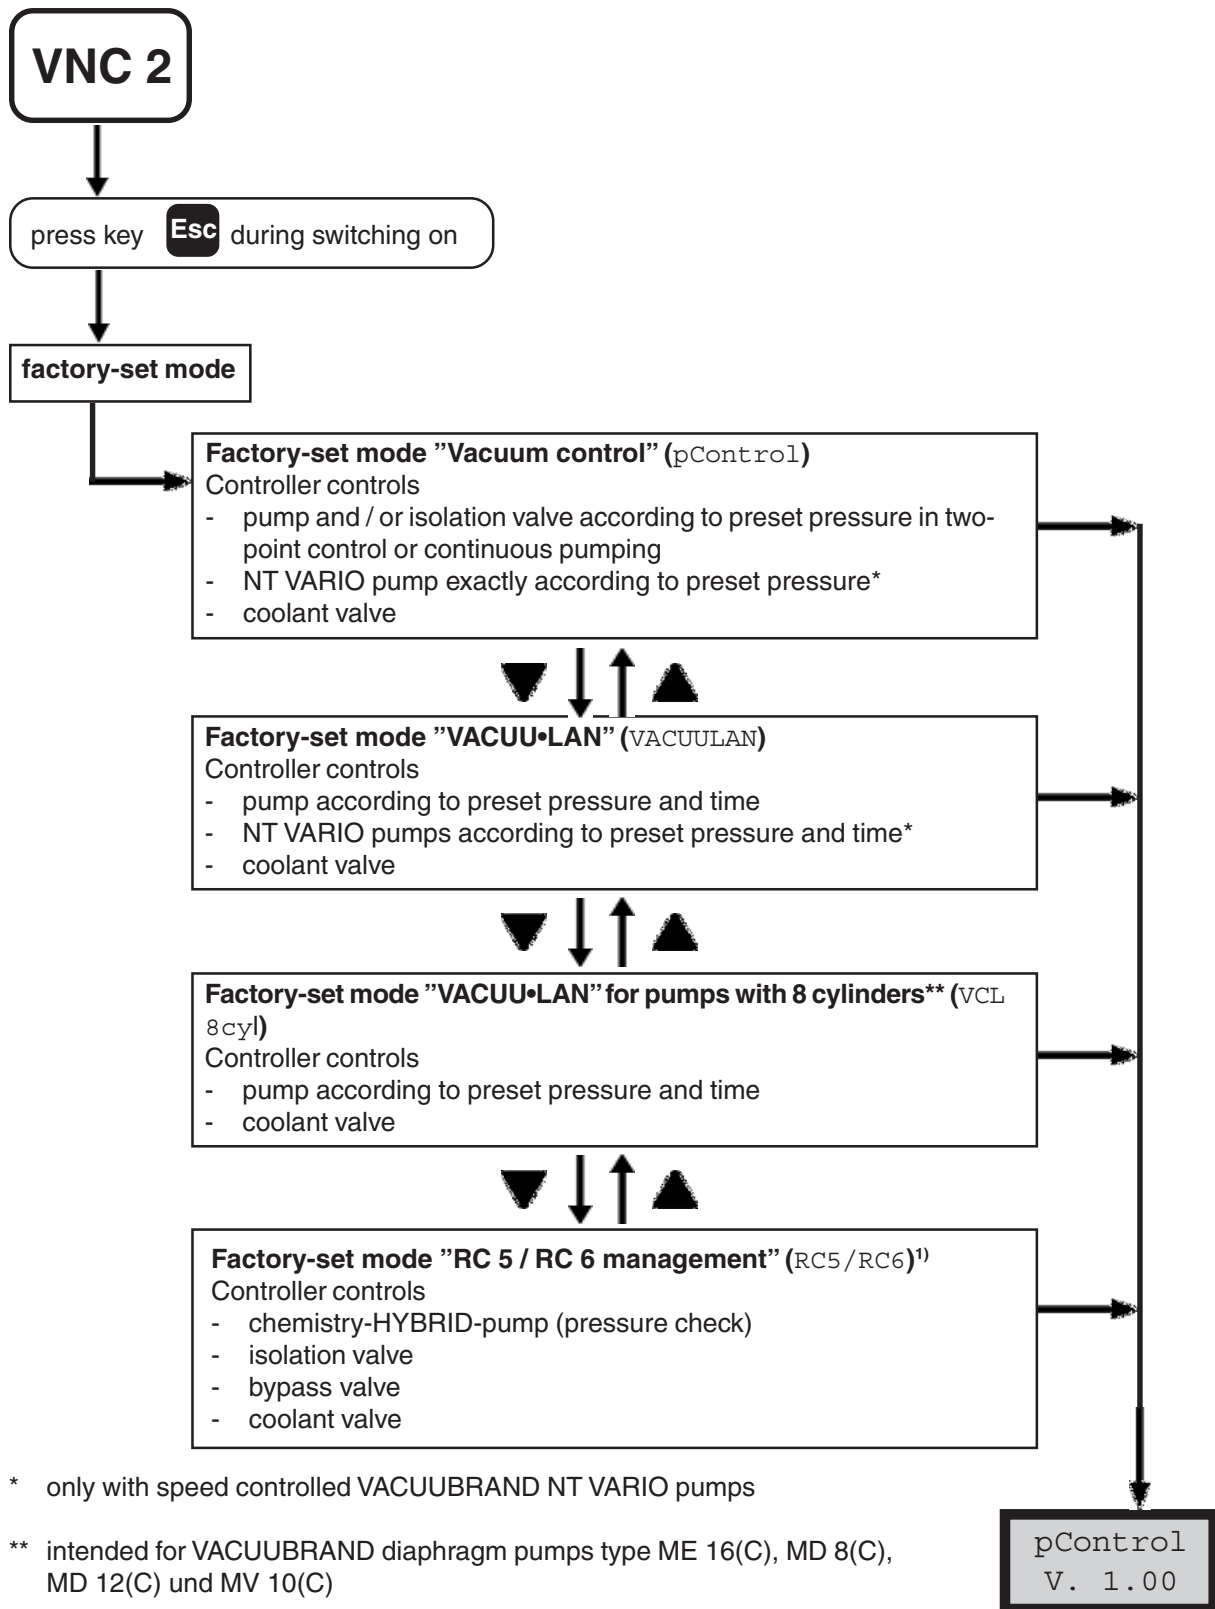 VNC 2
press key Esc during switching on
factory-set mode
Factory-set mode ”Vacuum control” (pControl)
Controller controls
- pump and / or isolation valve according to preset pressure in two-
point control or continuous pumping
- NT VARIO pump exactly according to preset pressure*
- coolant valve
Factory-set mode ”VACUU•LAN” (VACUULAN)
Controller controls
- pump according to preset pressure and time
- NT VARIO pumps according to preset pressure and time*
- coolant valve
Factory-set mode ”VACUU•LAN” for pumps with 8 cylinders** (VCL
8cyl)
Controller controls
- pump according to preset pressure and time
- coolant valve
Factory-set mode ”RC 5 / RC 6 management” (RC5/RC6)¹⁾
Controller controls
- chemistry-HYBRID-pump (pressure check)
- isolation valve
- bypass valve
- coolant valve
* only with speed controlled VACUUBRAND NT VARIO pumps
** intended for VACUUBRAND diaphragm pumps type ME 16(C), MD 8(C),
MD 12(C) und MV 10(C)
pControl
V. 1.00